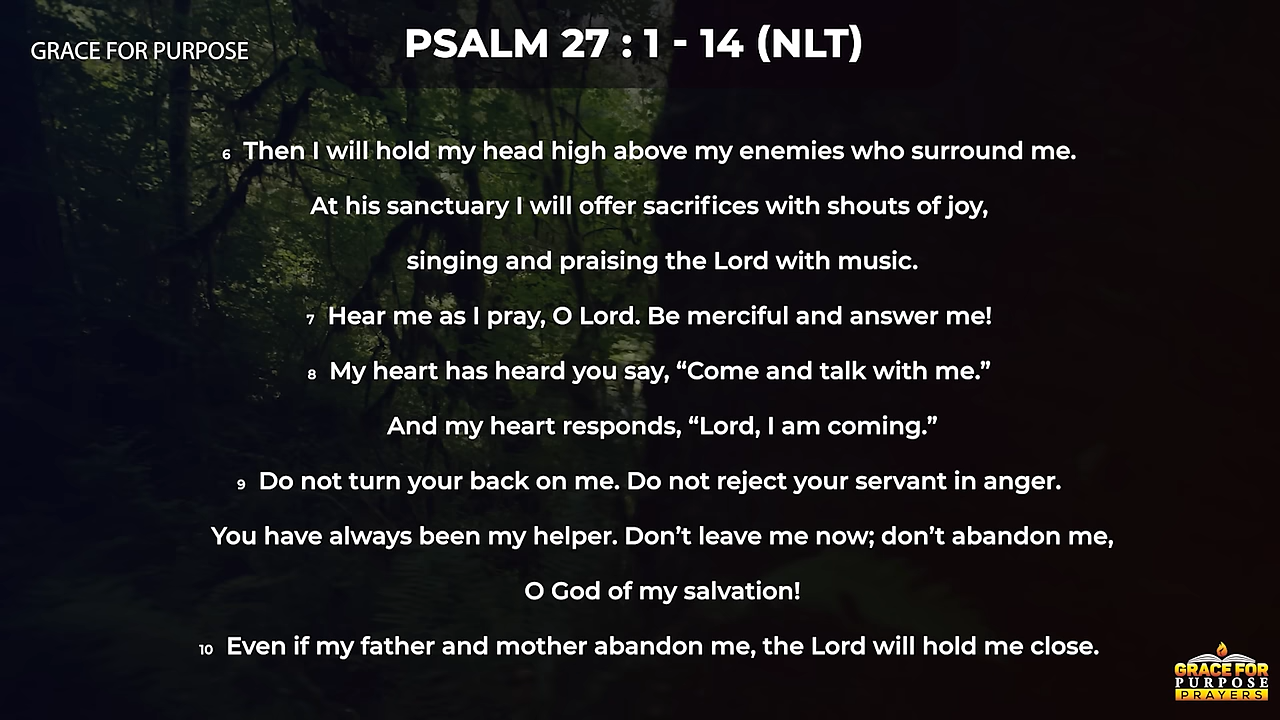 GRACE FOR PURPOSE
PSALM 27 : 1 - 14 (NLT)
6 Then I will hold my head high above my enemies who surround me.
At his sanctuary I will offer sacrifices with shouts of joy,
singing and praising the Lord with music.
7 Hear me as I pray, O Lord. Be merciful and answer me!
8 My heart has heard you say, “Come and talk with me.”
And my heart responds, “Lord, I am coming.”
9 Do not turn your back on me. Do not reject your servant in anger.
You have always been my helper. Don’t leave me now; don’t abandon me,
O God of my salvation!
10 Even if my father and mother abandon me, the Lord will hold me close.
GRACE FOR
PURPOSE
PRAYERS